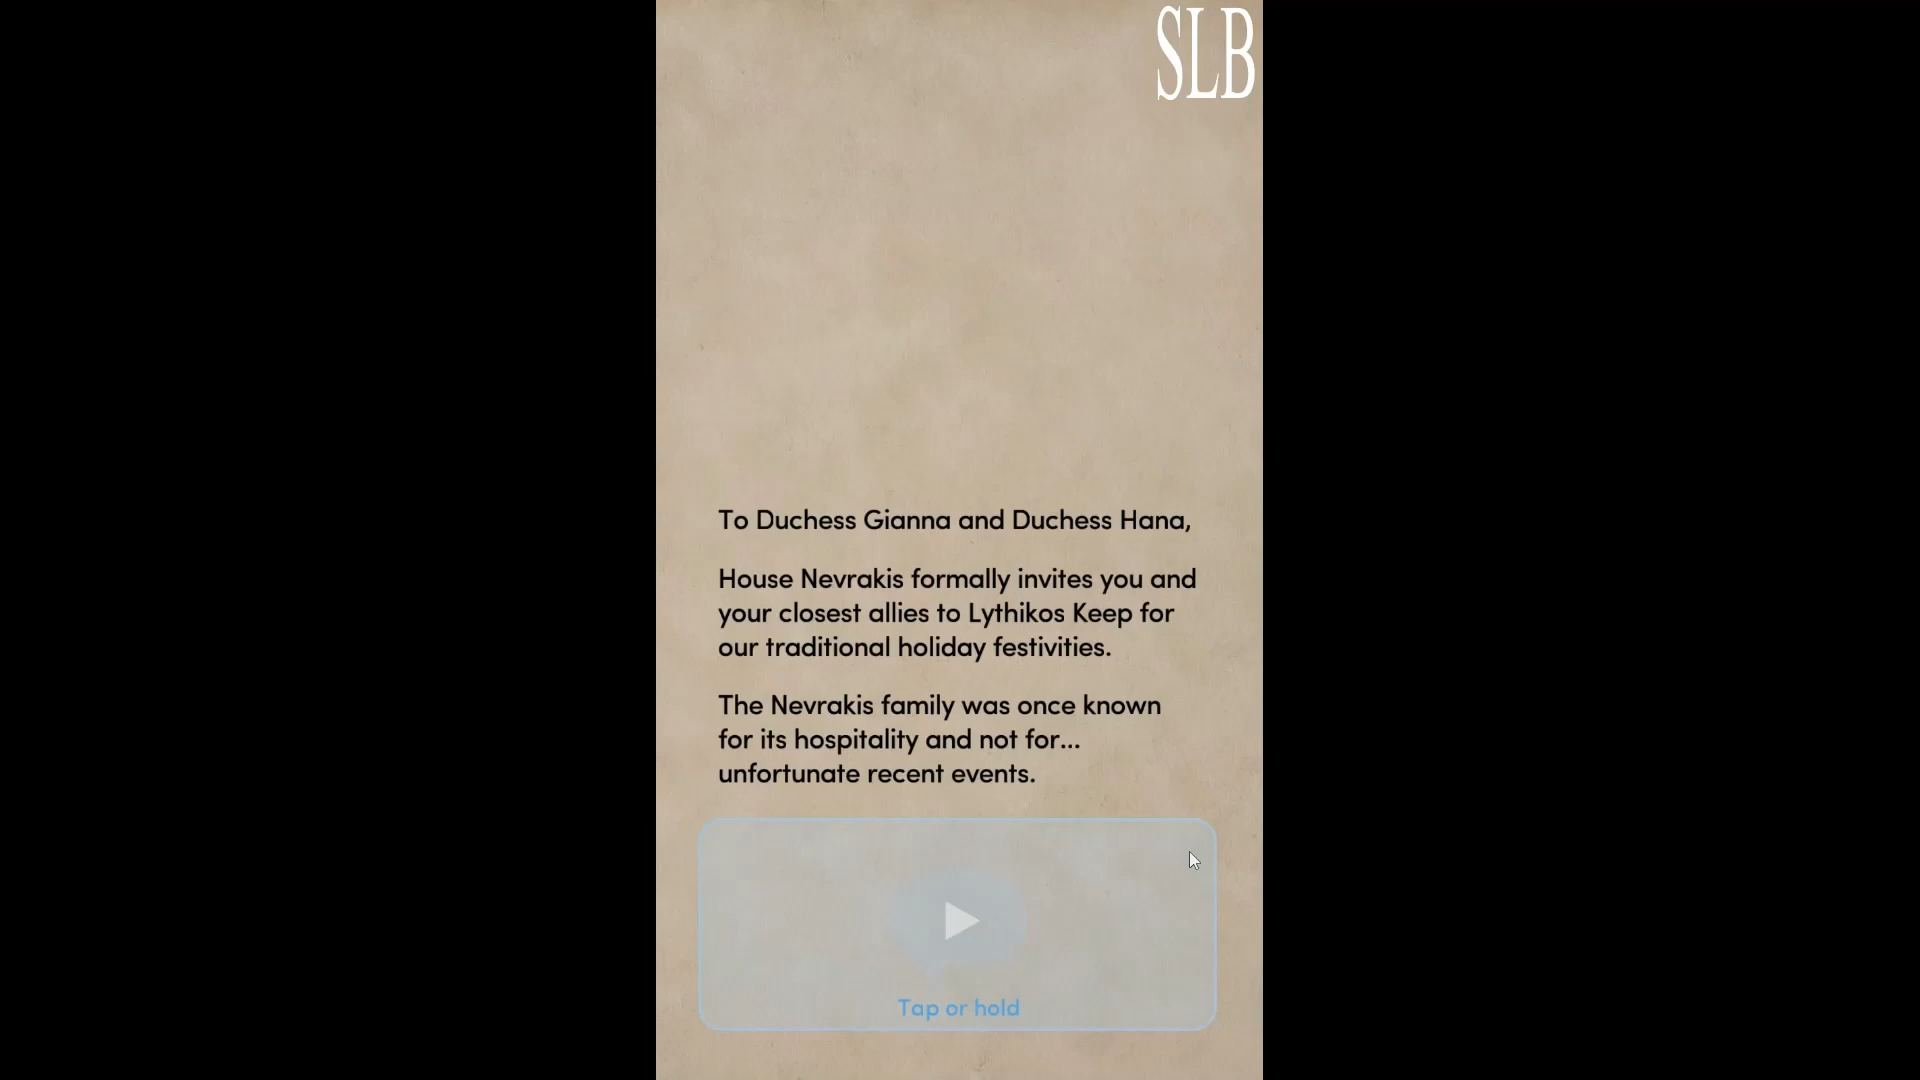 SLB
To Duchess Gianna and Duchess Hana,
House Nevrakis formally invites you and
your closest allies to Lythikos Keep for
our traditional holiday festivities.
The Nevrakis family was once known
for its hospitality and not for...
unfortunate recent events.
Tap or hold